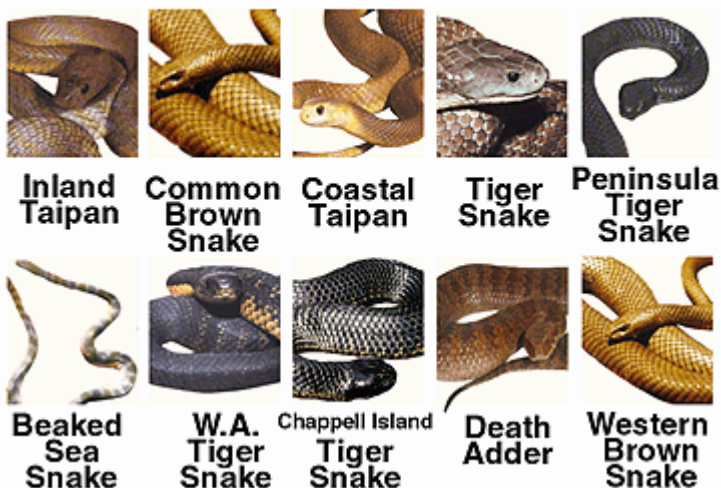 Inland
Taipan
Common
Brown
Snake
Coastal
Taipan
Tiger
Snake
Peninsula
Tiger
Snake
Beaked
Sea
Snake
W.A.
Tiger
Snake
Chappell Island
Tiger
Snake
Death
Adder
Western
Brown
Snake